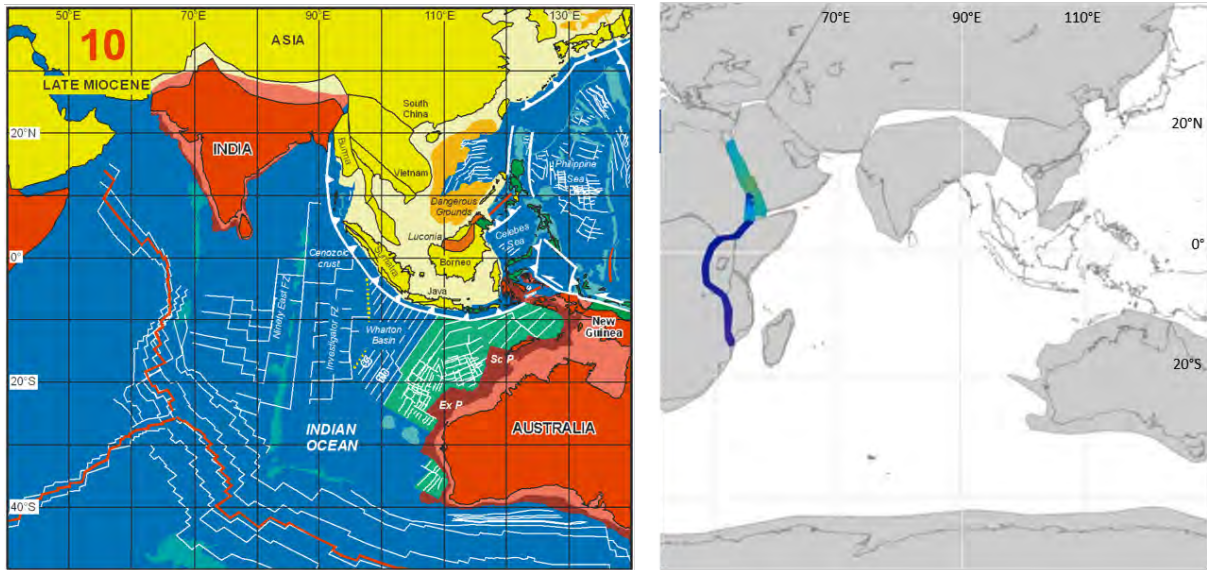 50°E
70°E
90°E
110°E
130°E
10
ASIA
LATE MIOCENE
South
China
20°N
INDIA
Burma
Vietnam
Philippine
Sea
Dangerous
Grounds
Luconia
Celebes
Sea
0°
Cenozoic
crust
Borneo
Sumatra
Java
Ninety East FZ
Investigator FZ
Wharton
Basin
New
Guinea
Sc P
20°S
Ex P
INDIAN
OCEAN
AUSTRALIA
40°S
70°E
90°E
110°E
20°N
0°
20°S